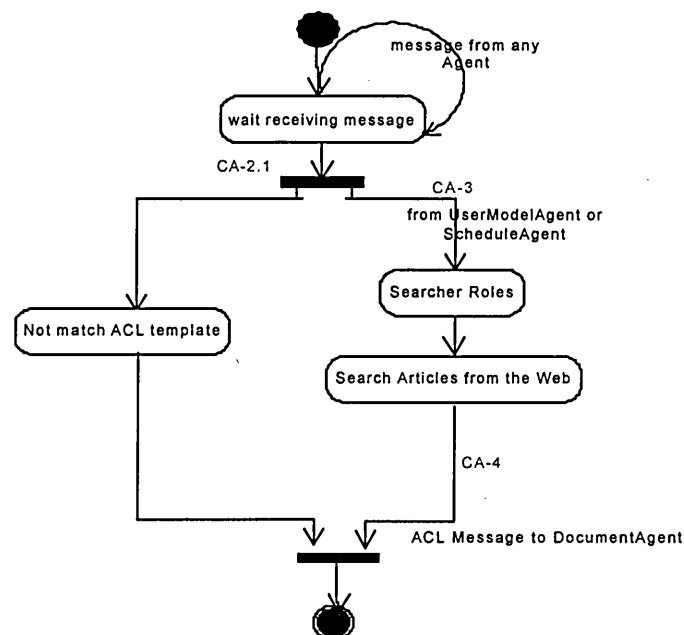 message from any
Agent
wait receiving message
CA-2.1
CA-3
from UserModelAgent or
ScheduleAgent
Searcher Roles
Not match ACL template
Search Articles from the Web
CA-4
ACL Message to DocumentAgent